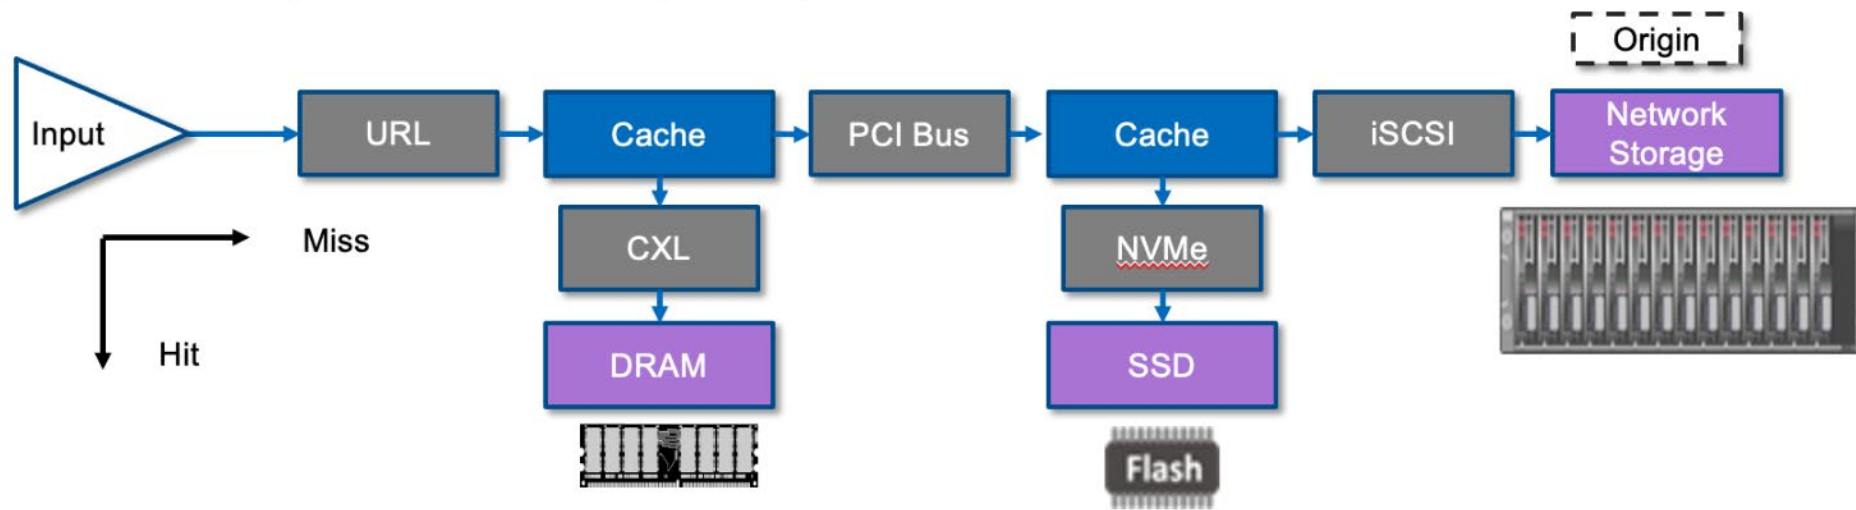 Origin
Input
URL
Cache
PCI Bus
Cache
iSCSI
Network
Storage
Miss
CXL
NVMe
Hit
DRAM
SSD
Flash